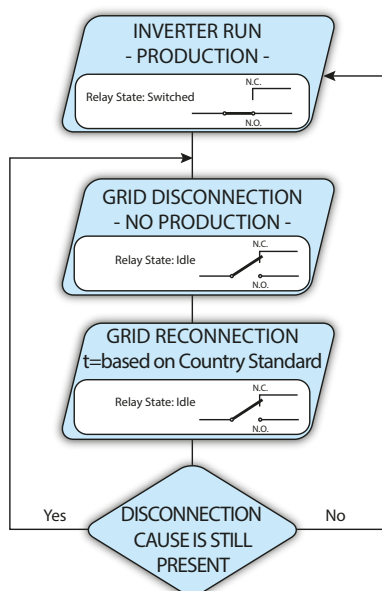 INVERTER RUN
- PRODUCTION -
N.C.
Relay State: Switched
N.O.
GRID DISCONNECTION
- NO PRODUCTION -
N.C.
Relay State: Idle
N.O.
GRID RECONNECTION
t=based on Country Standard
N.C.
Relay State: Idle
N.O.
Yes
No
DISCONNECTION
CAUSE IS STILL
PRESENT